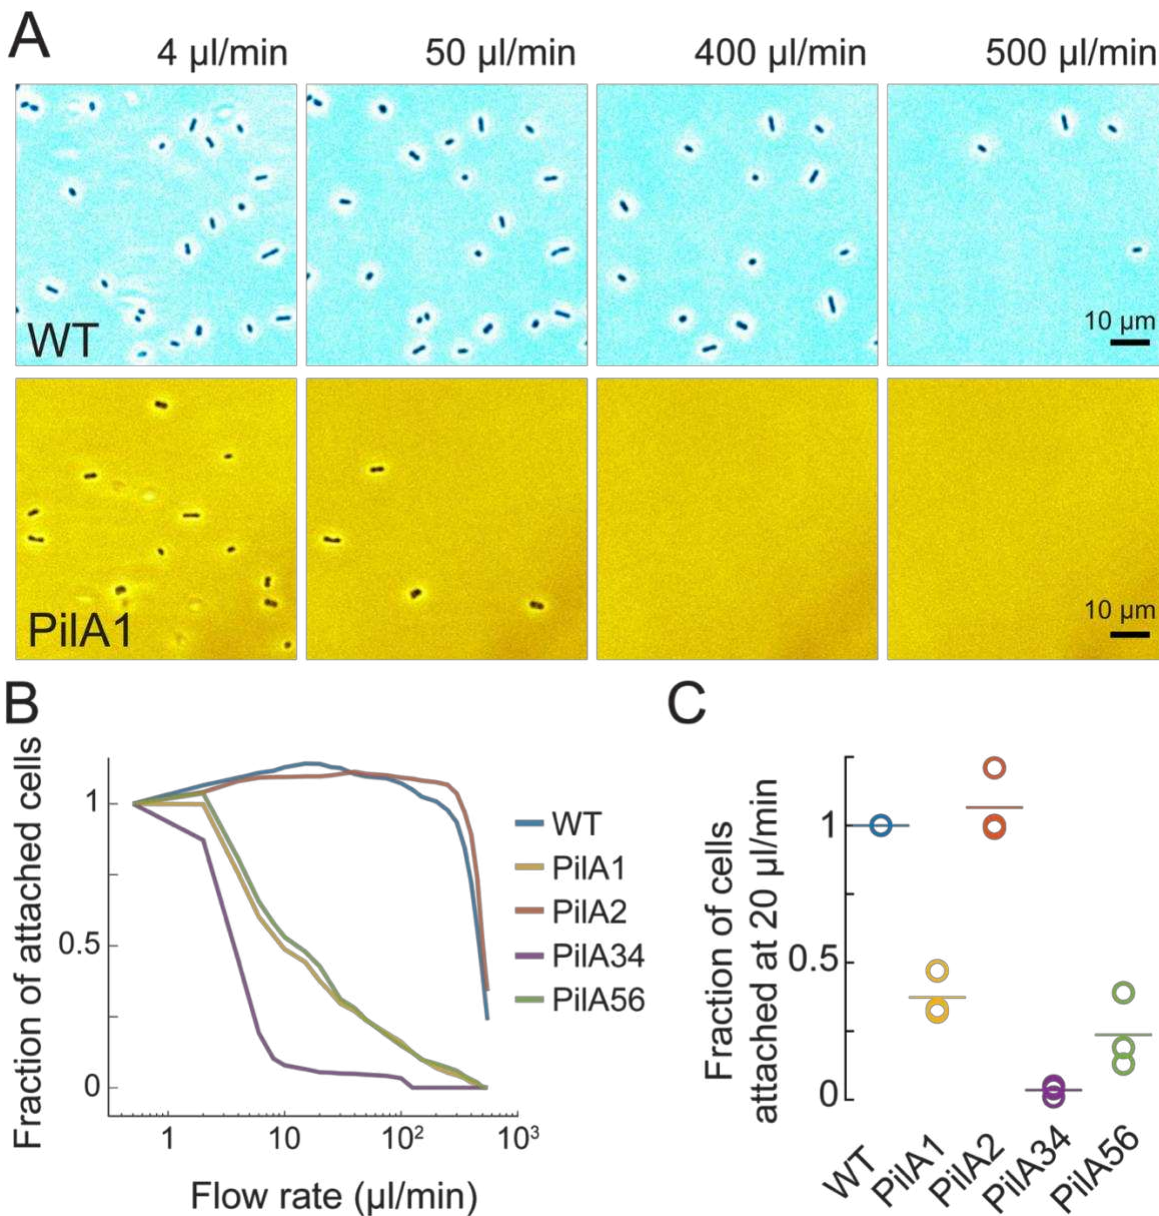 A
4 µl/min 50 µl/min 400 µl/min 500 µl/min
WT
10 µm
PilA1
10 µm
B
Fraction of attached cells
1
0.5
0
1 10 10² 10³
Flow rate (µl/min)
WT
PilA1
PilA2
PilA34
PilA56
C
Fraction of cells
attached at 20 µl/min
1
0.5
0
WT PilA1 PilA2 PilA34 PilA56